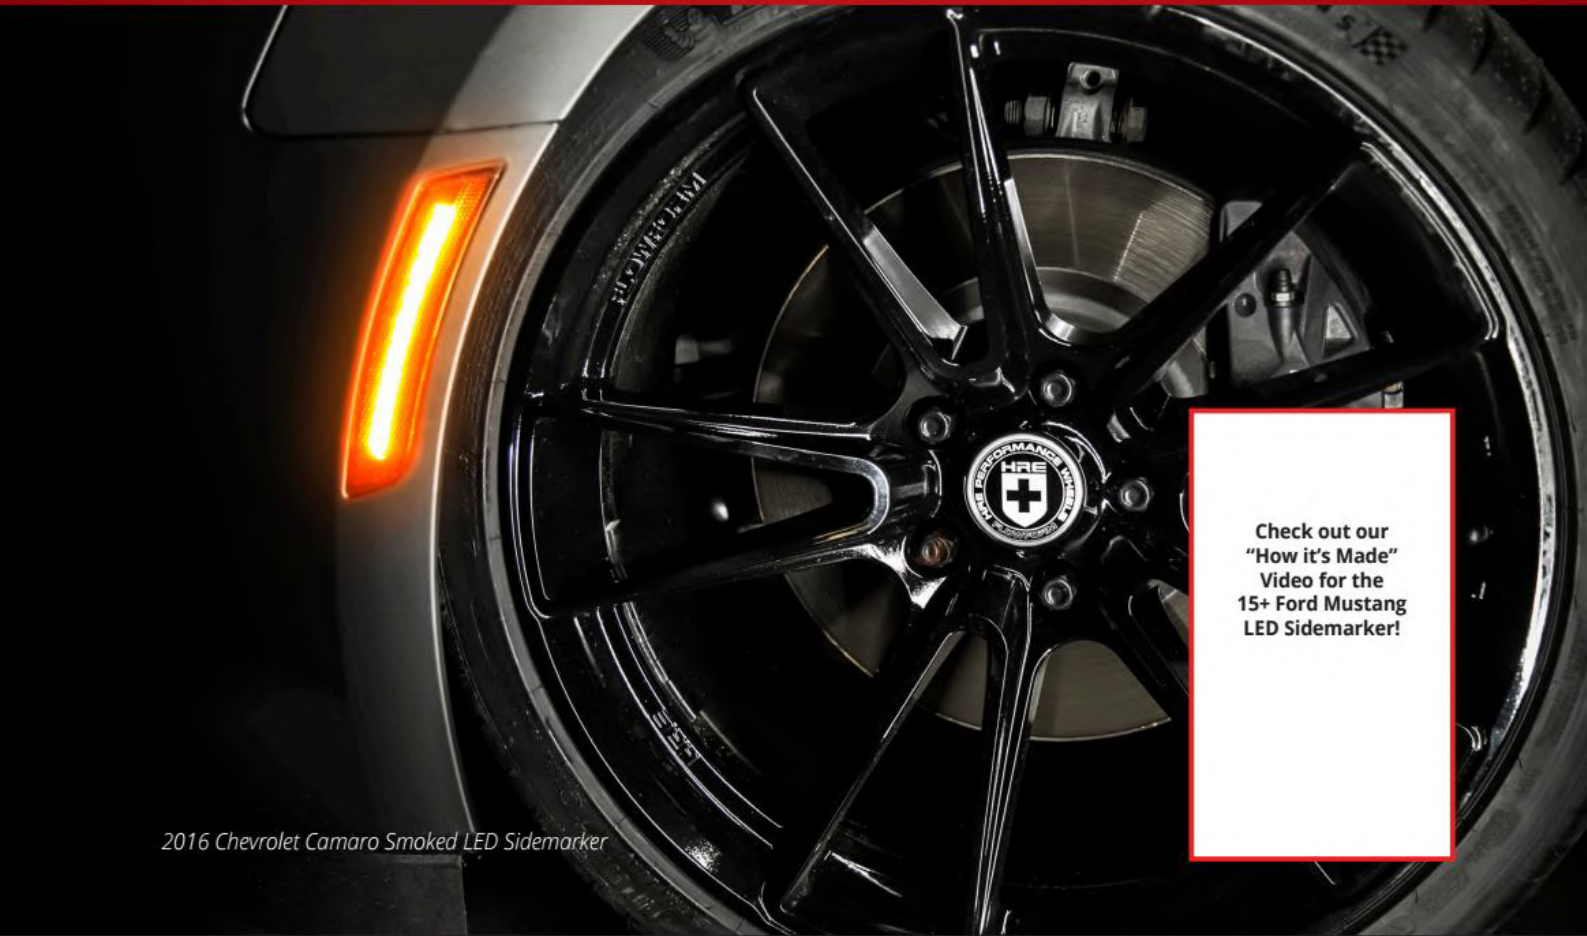 FLOWFORM
HRE PERFORMANCE WHEELS
HRE
FLOWFORM
Check out our
“How it’s Made”
Video for the
15+ Ford Mustang
LED Sidemarker!
2016 Chevrolet Camaro Smoked LED Sidemarker